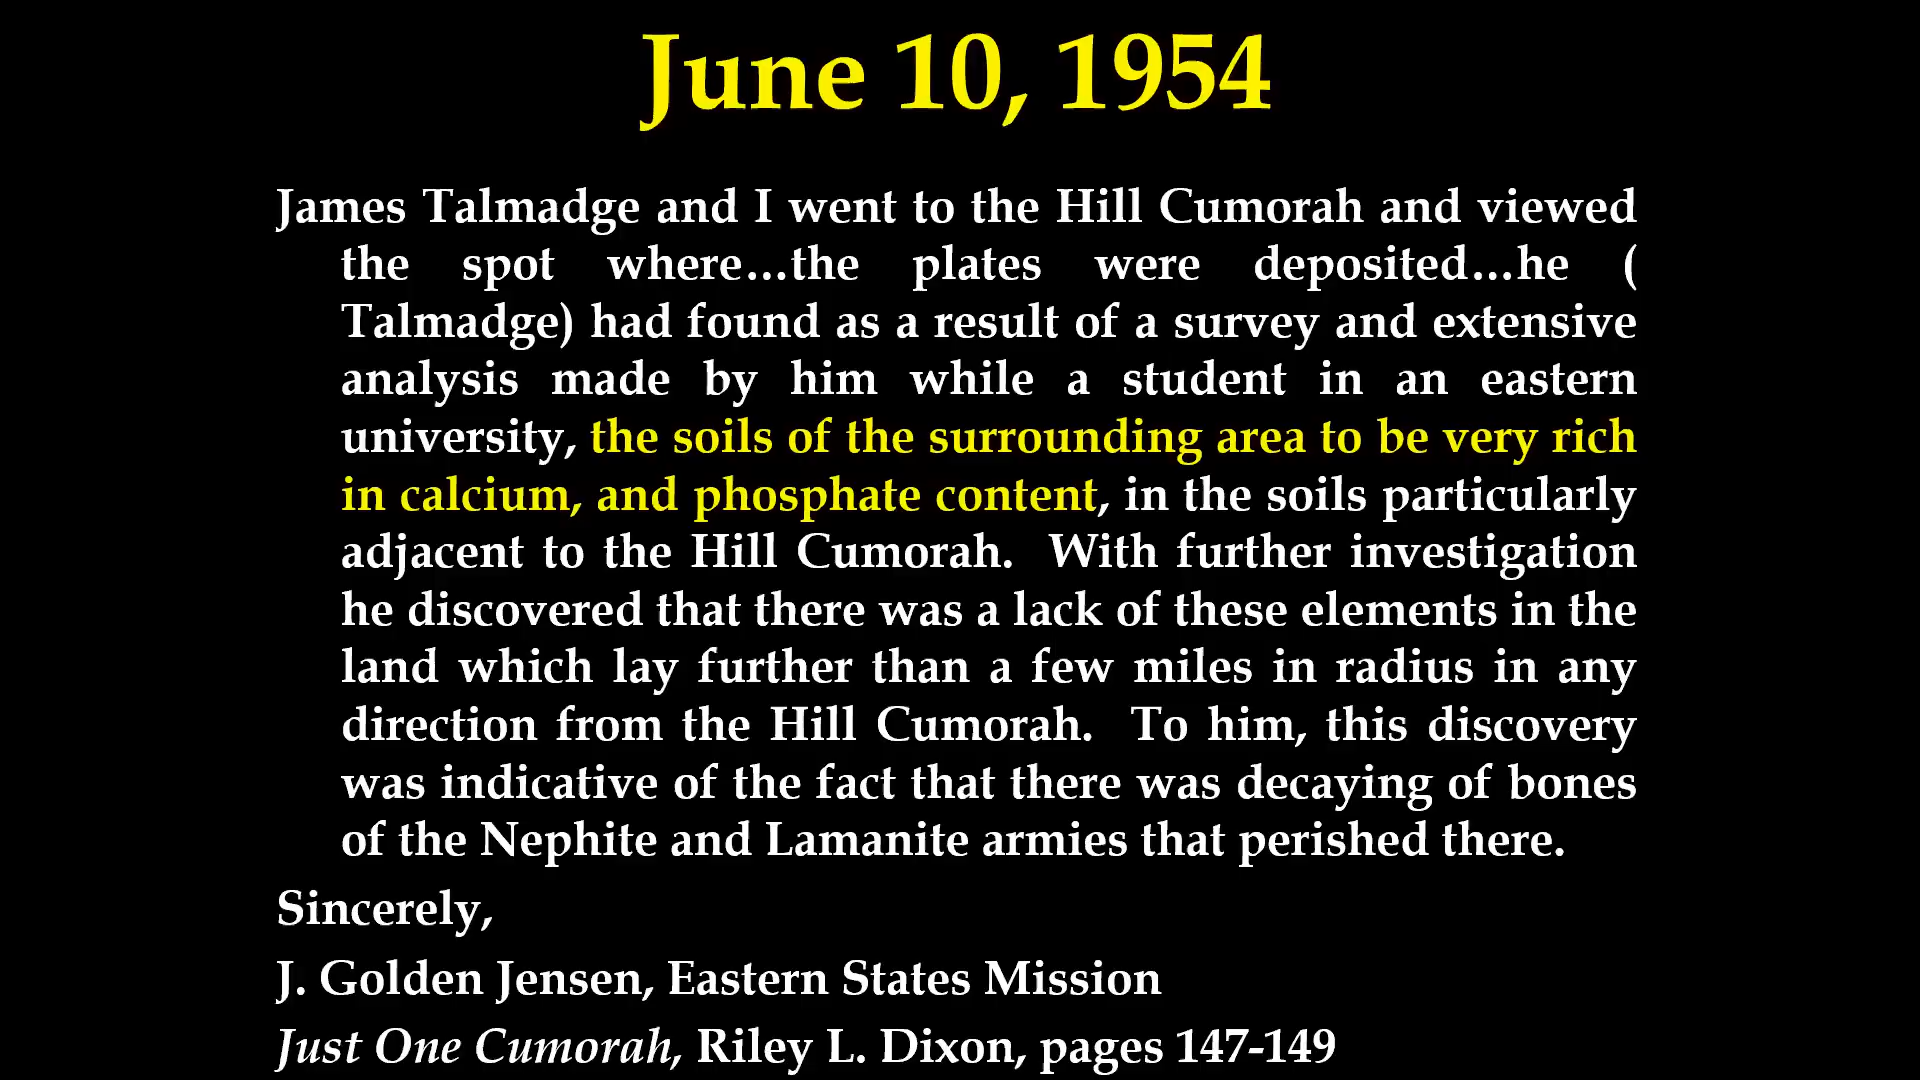 June 10, 1954
James Talmadge and I went to the Hill Cumorah and viewed
the spot where...the plates were deposited...he (
Talmadge) had found as a result of a survey and extensive
analysis made by him while a student in an eastern
university, the soils of the surrounding area to be very rich
in calcium, and phosphate content, in the soils particularly
adjacent to the Hill Cumorah. With further investigation
he discovered that there was a lack of these elements in the
land which lay further than a few miles in radius in any
direction from the Hill Cumorah. To him, this discovery
was indicative of the fact that there was decaying of bones
of the Nephite and Lamanite armies that perished there.
Sincerely,
J. Golden Jensen, Eastern States Mission
Just One Cumorah, Riley L. Dixon, pages 147-149